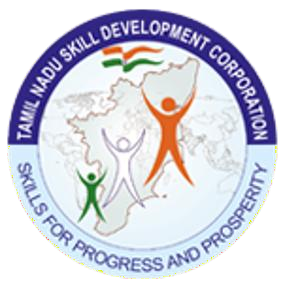 TAMIL NADU SKILL DEVELOPMENT CORPORATION
SKILLS FOR PROGRESS AND PROSPERITY